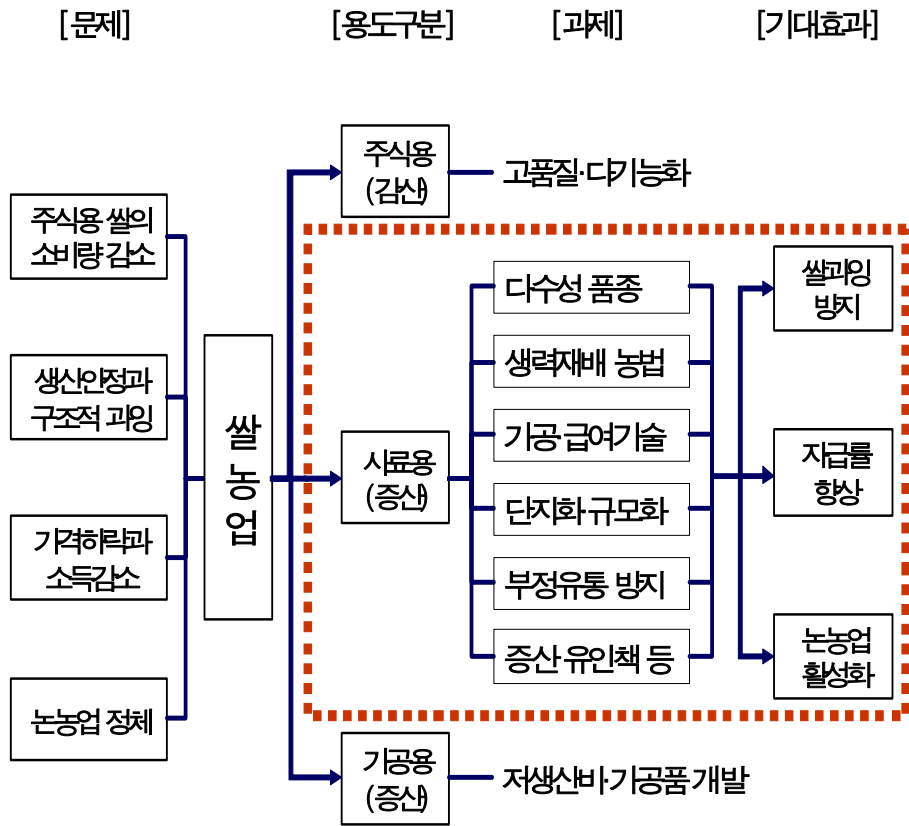 [문제]
[용도구분]
[과제]
[기대효과]
주식용 쌀의
소비량 감소
생산안정과
구조적 과잉
가격하락과
소득감소
논농업 정체
쌀
농
업
주식용
(감산)
고품질·다기능화
사료용
(증산)
다수성 품종
생력재배 농법
가공·급여기술
단지화·규모화
부정유통 방지
증산 유인책 등
쌀과잉
방지
자급률
향상
논농업
활성화
가공용
(증산)
저생산비·가공품 개발